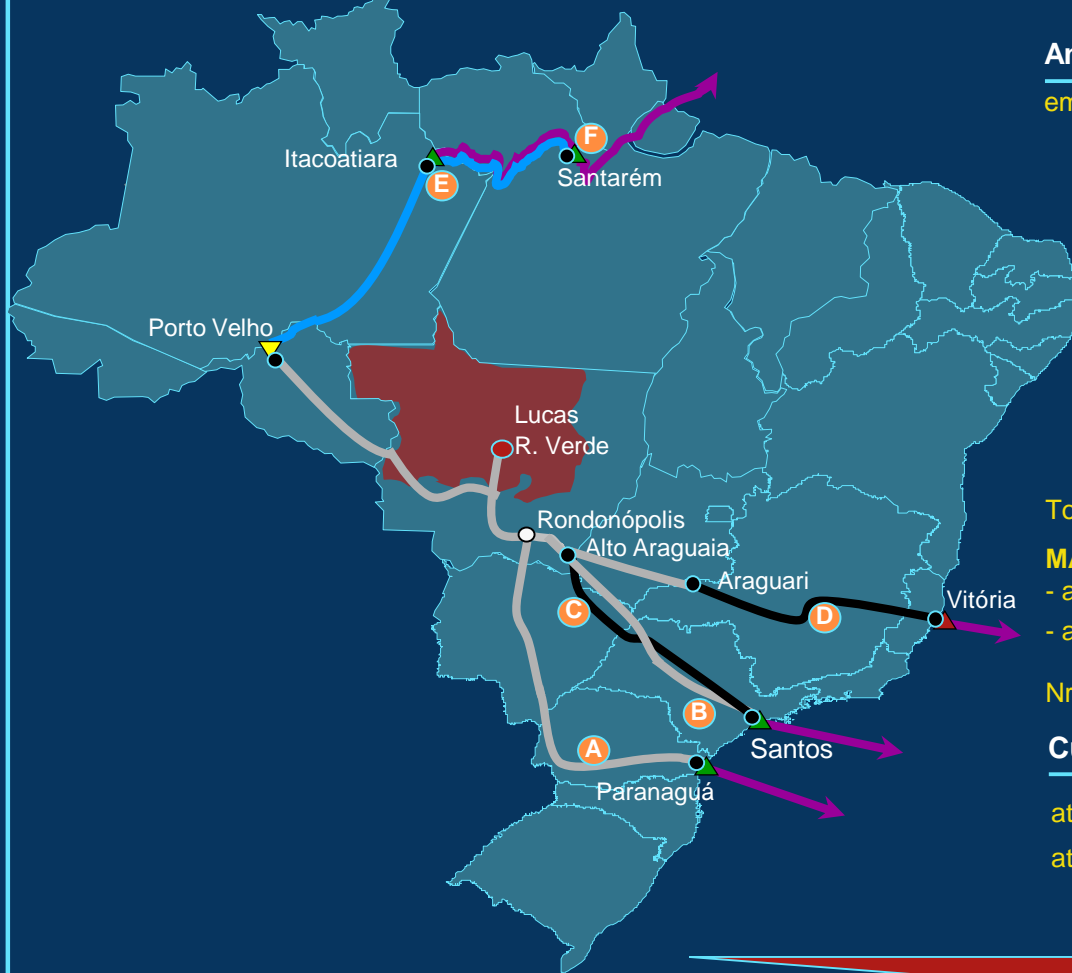 F
Itacoatiara
E
Santarém
Porto Velho
Lucas
R. Verde
Rondonópolis
Alto Araguaia
Araguari
C
D
Vitória
B
Santos
A
Paranaguá